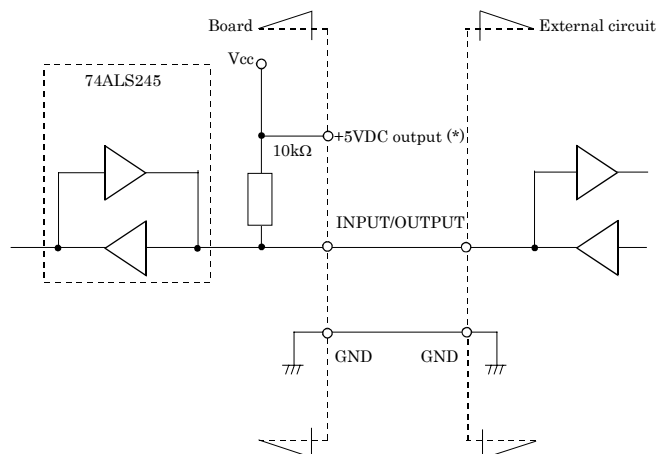 Board
External circuit
Vcc
74ALS245
+5VDC output (*)
10kΩ
INPUT/OUTPUT
GND
GND